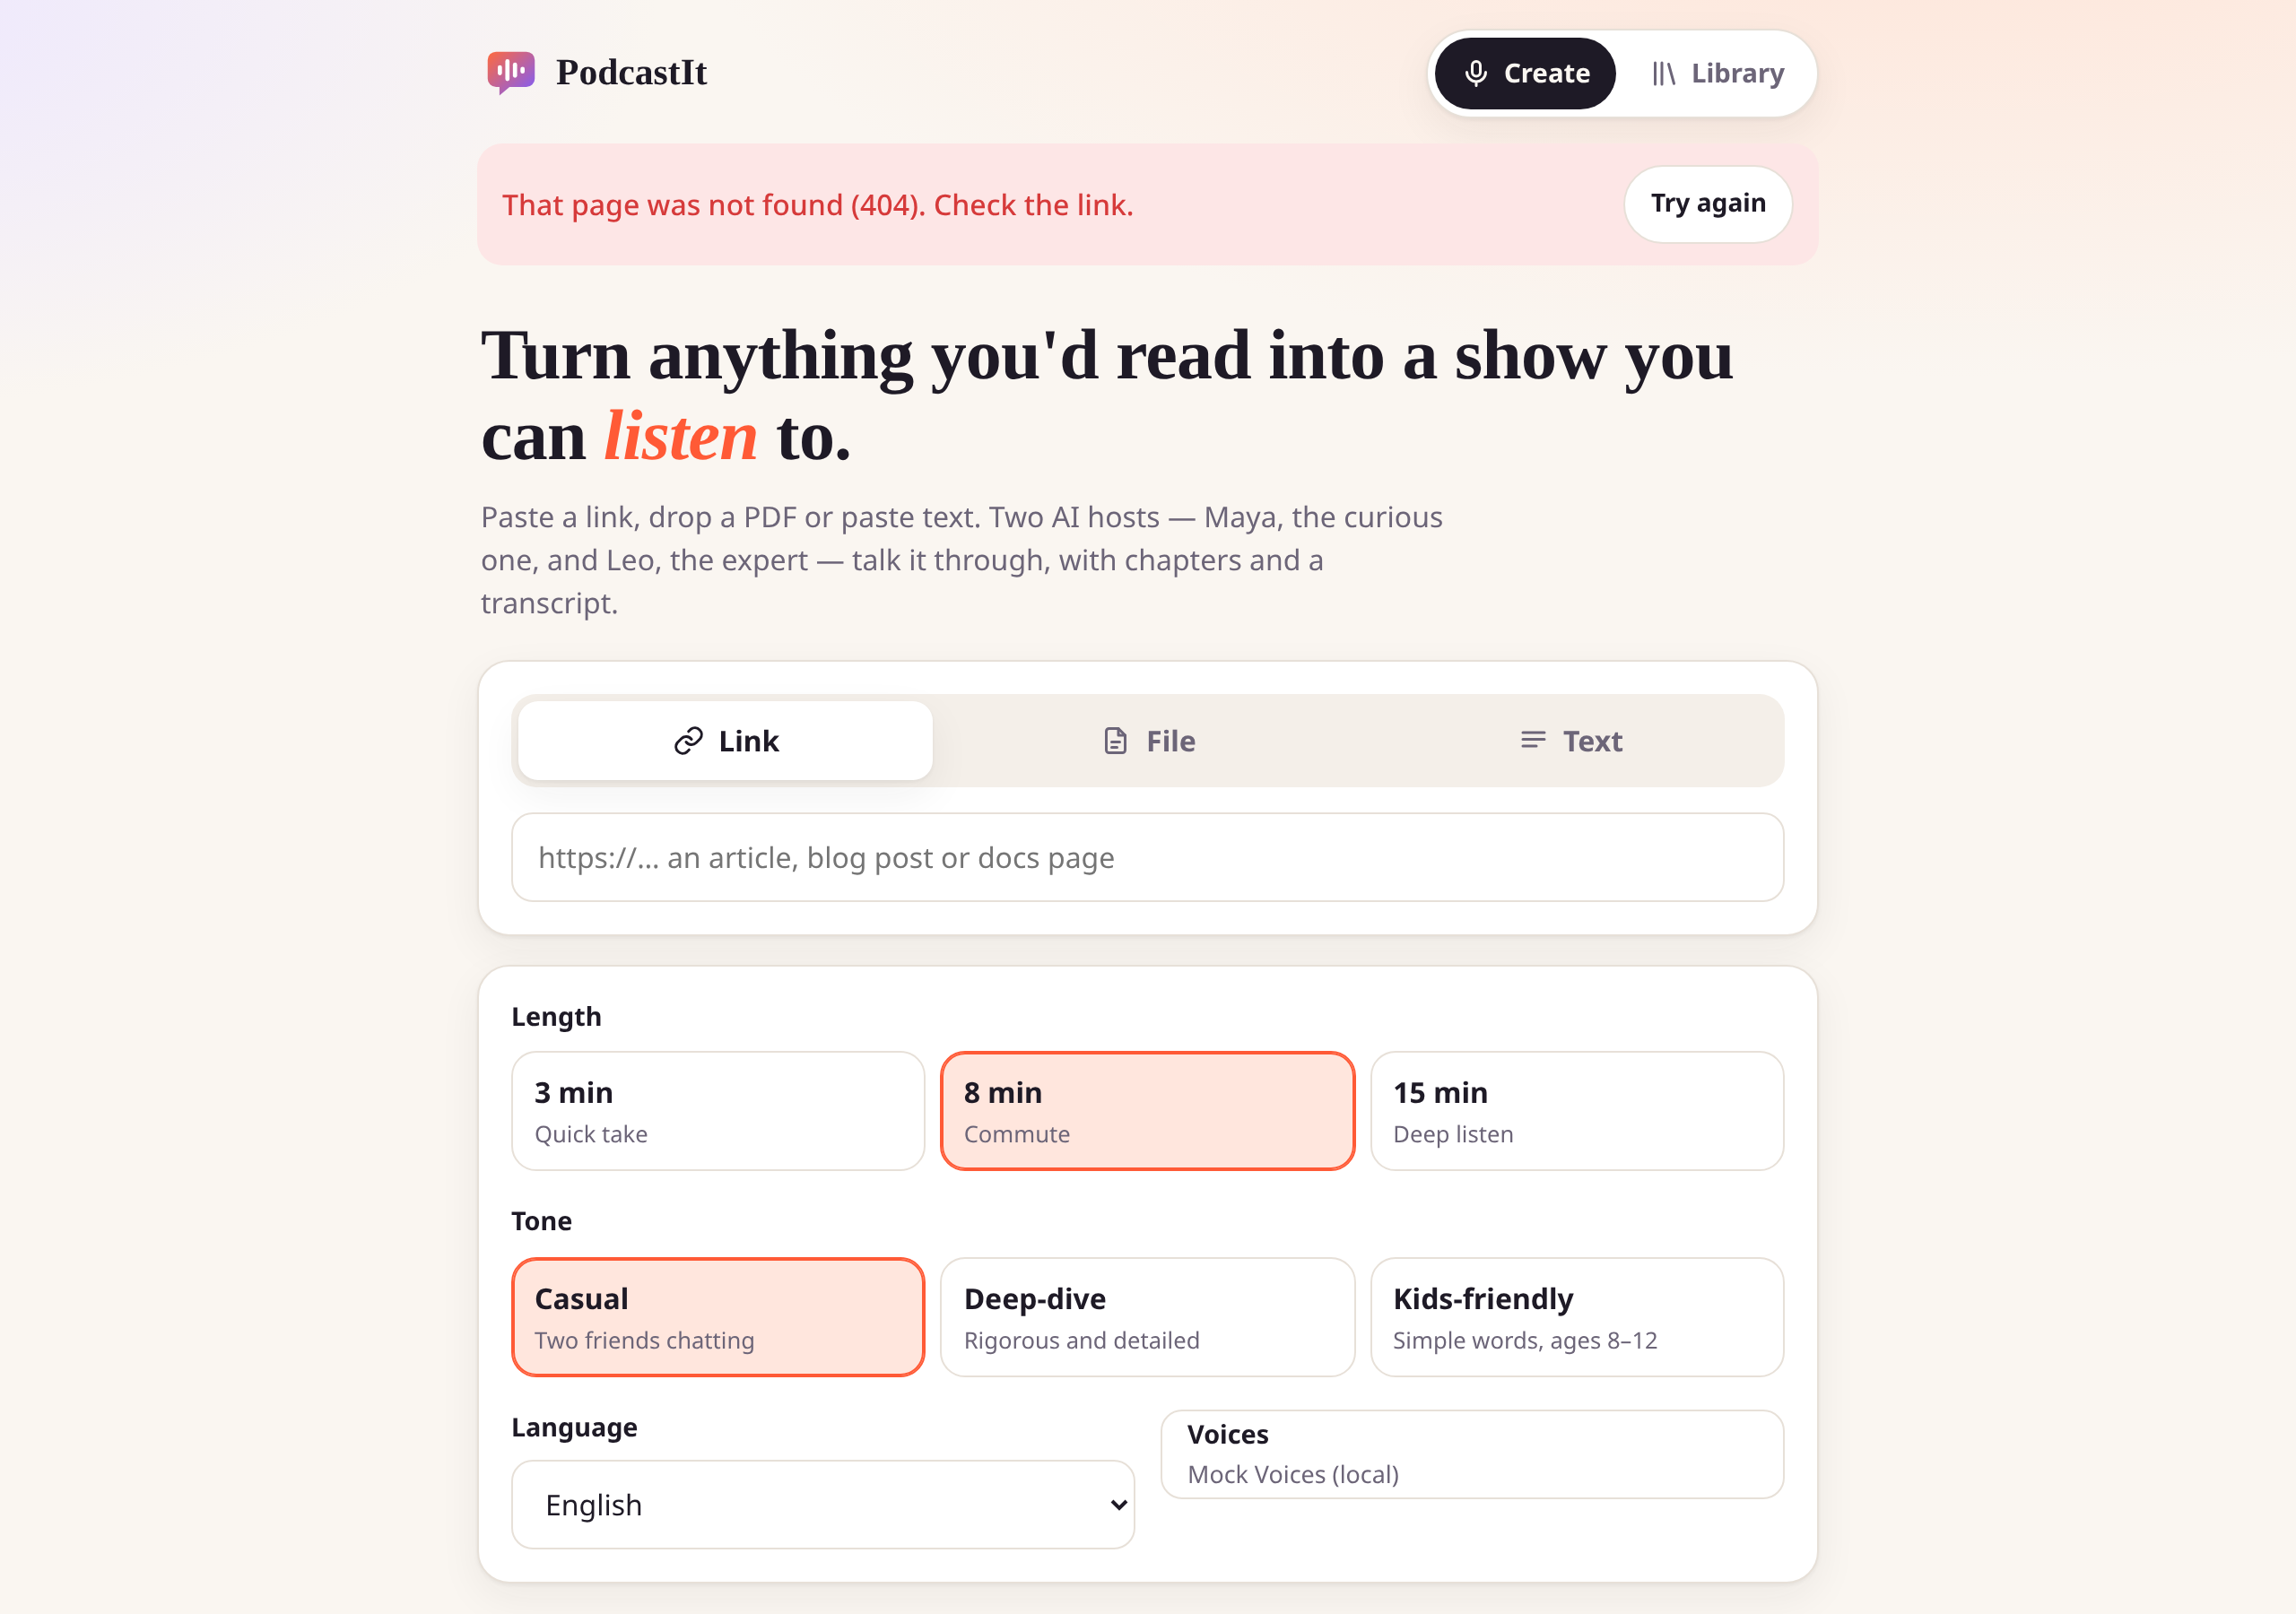 PodcastIt
Create
Library
That page was not found (404). Check the link.
Try again
Turn anything you'd read into a show you
can listen to.
Paste a link, drop a PDF or paste text. Two AI hosts — Maya, the curious
one, and Leo, the expert — talk it through, with chapters and a
transcript.
Link
File
Text
https://... an article, blog post or docs page
Length
3 min
Quick take
8 min
Commute
15 min
Deep listen
Tone
Casual
Two friends chatting
Deep-dive
Rigorous and detailed
Kids-friendly
Simple words, ages 8–12
Language
English
Voices
Mock Voices (local)